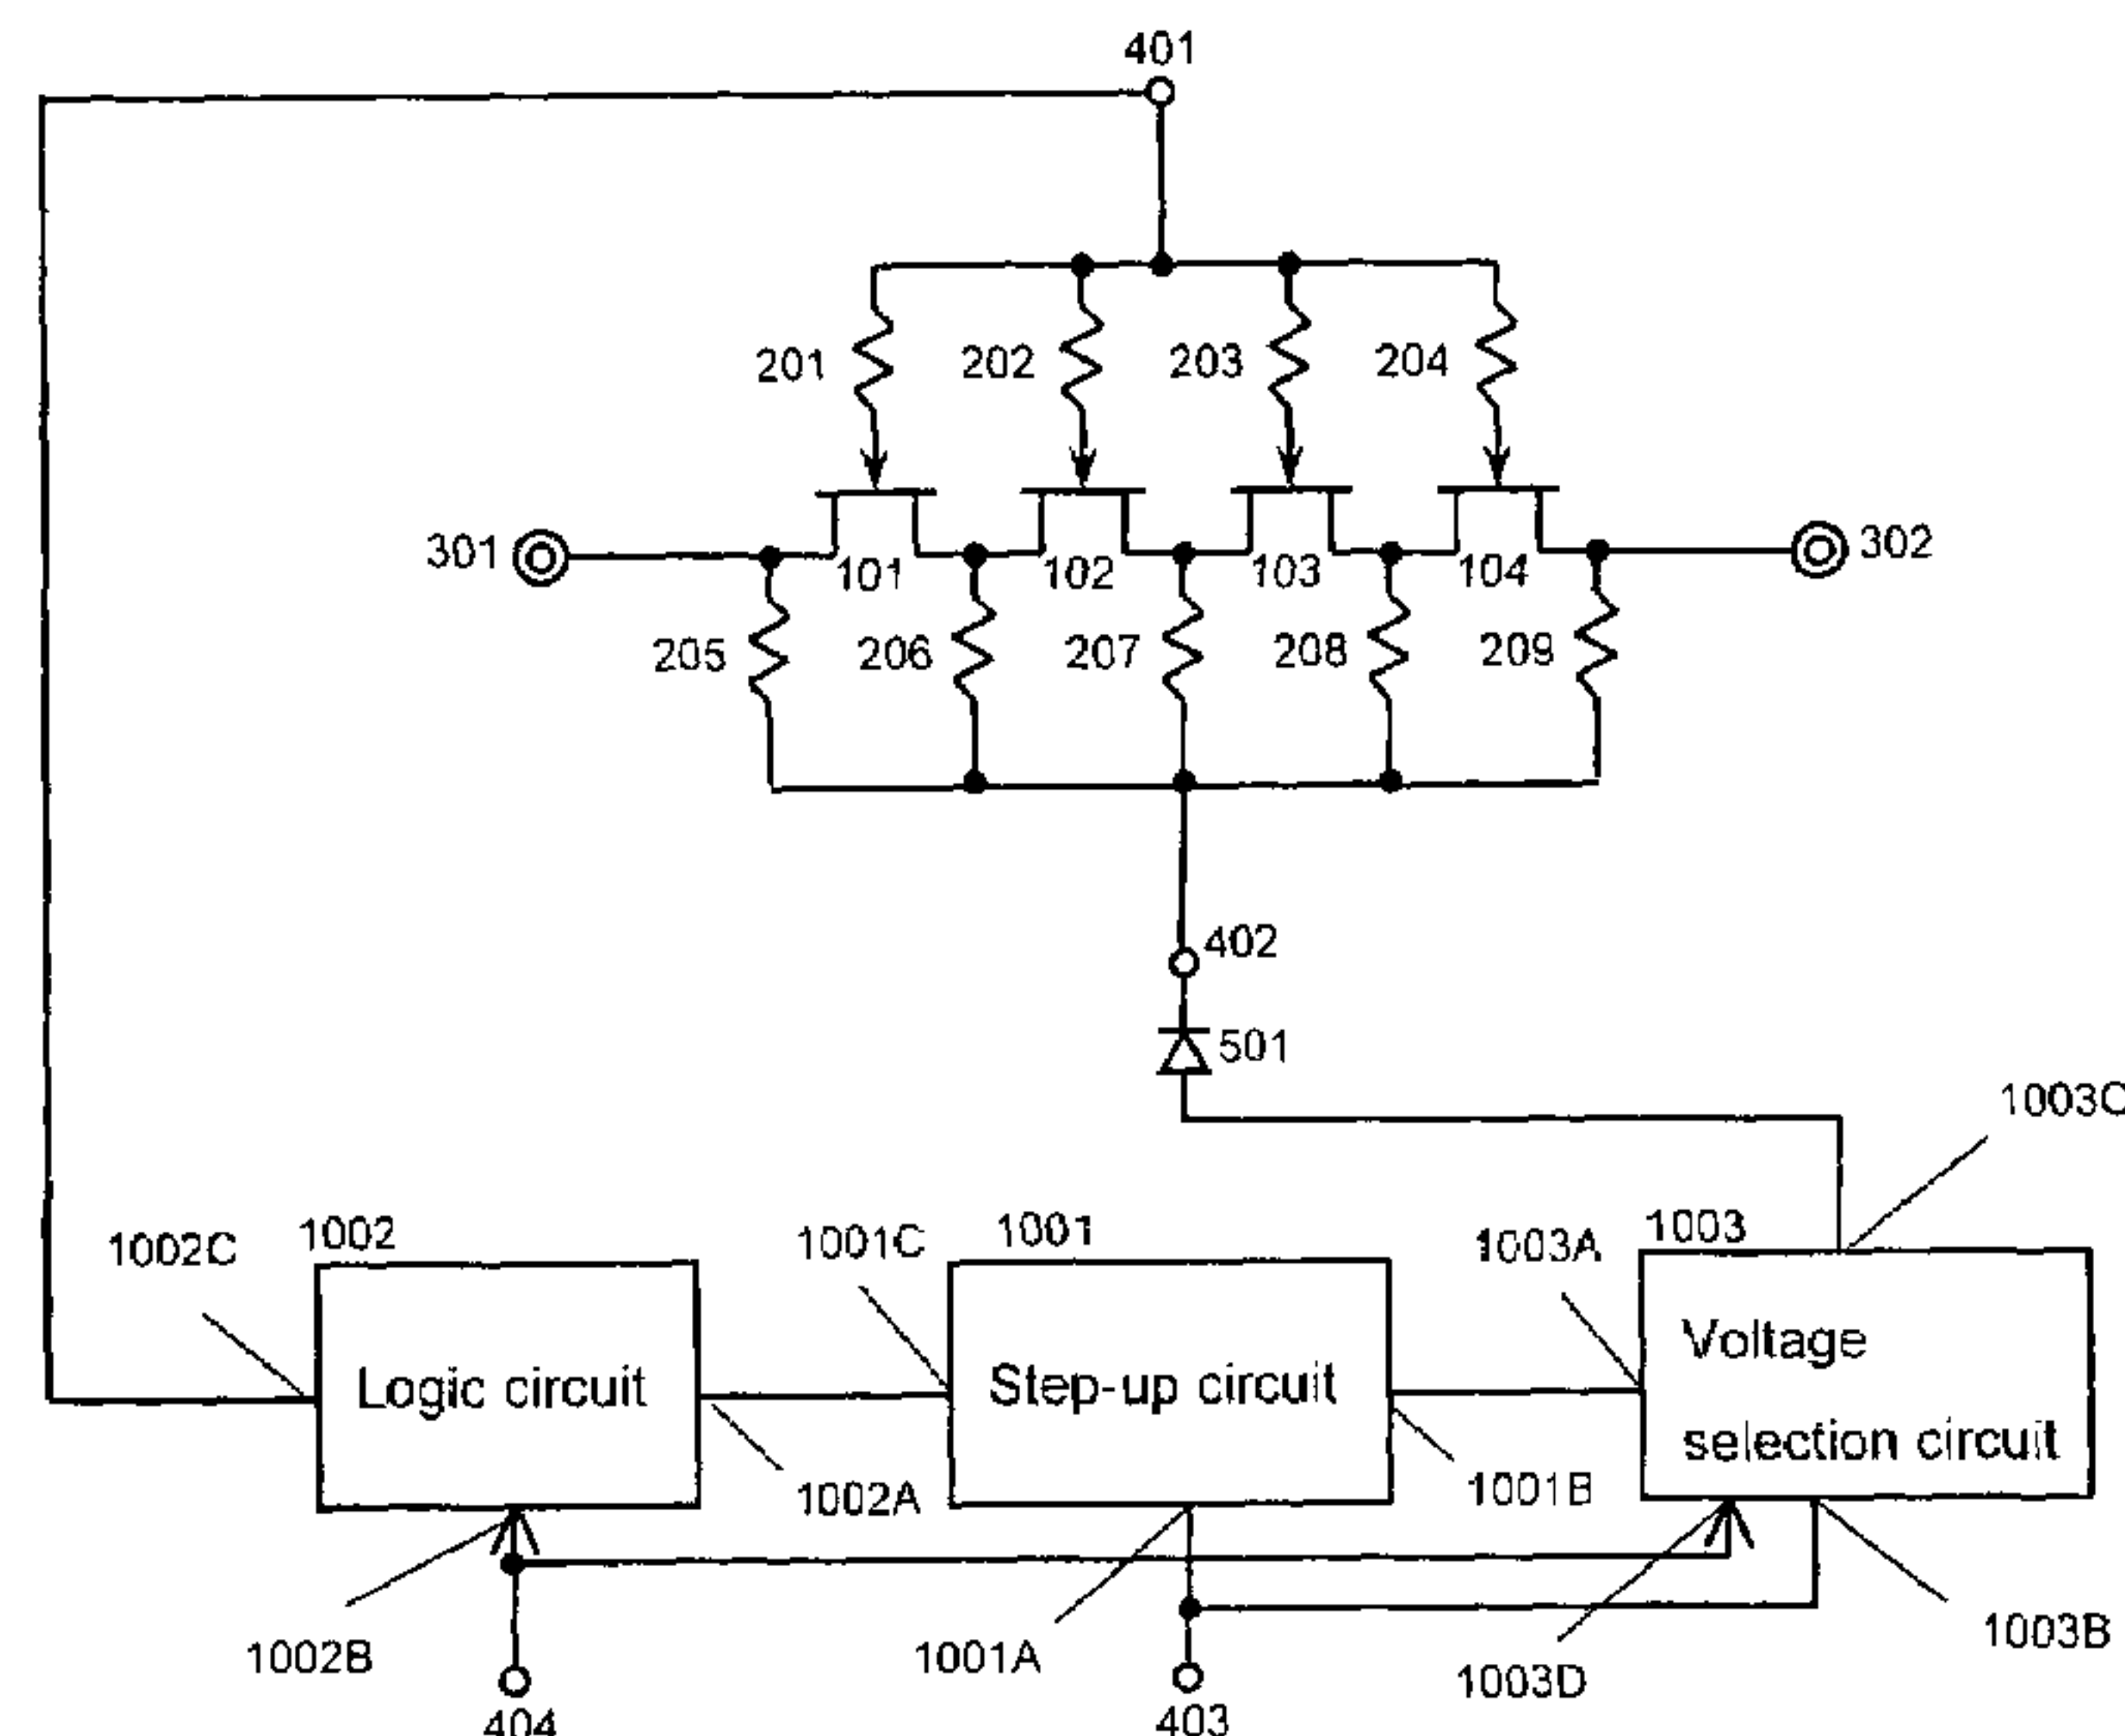 401
201 202 203 204
301 101 102 103 104 302
205 206 207 208 209
402
501
1003C
1002C 1002 1001C 1001 1003A 1003
Logic circuit
Step-up circuit
Voltage
selection circuit
1002A 1001B
1002B 1001A 1003D 1003B
404 403